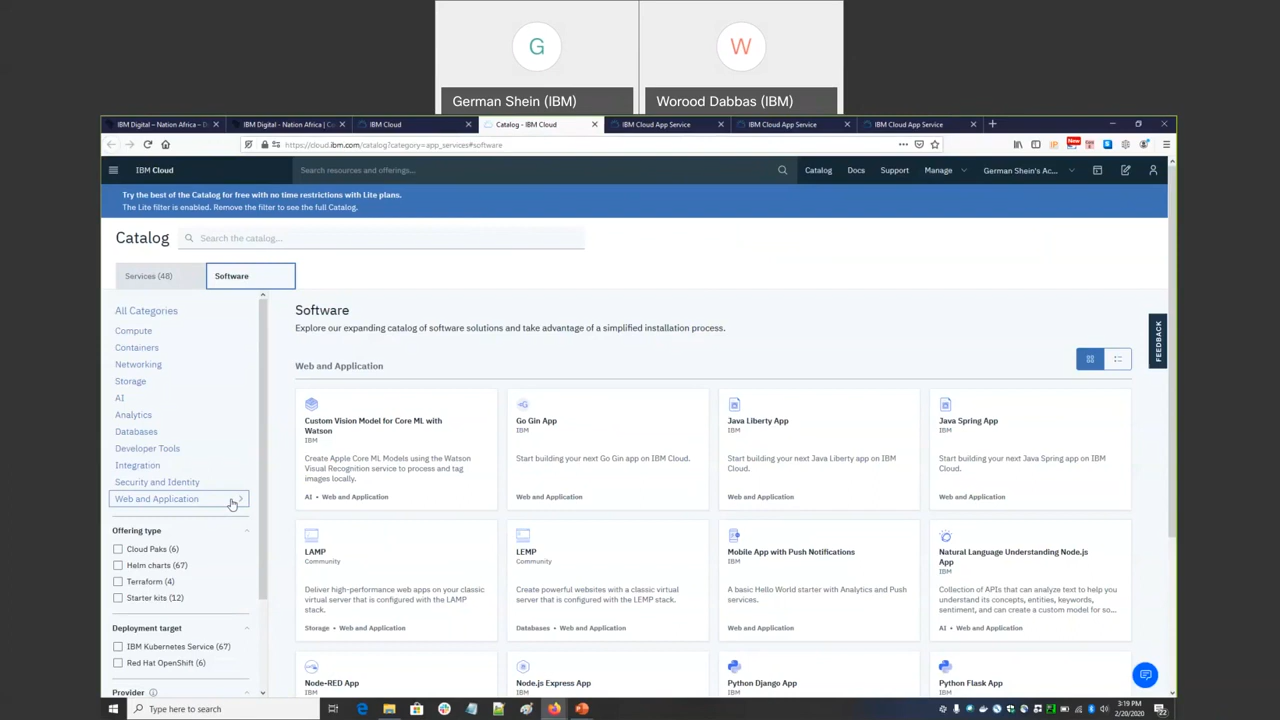 G
W
German Shein (IBM)
Worood Dabbas (IBM)
IBM Digital – Nation Africa – D
IBM Digital - Nation Africa | Co
IBM Cloud
Catalog - IBM Cloud
IBM Cloud App Service
IBM Cloud App Service
IBM Cloud App Service
https://cloud.ibm.com/catalog?category=app_services#software
New
IBM Cloud
Search resources and offerings...
Catalog
Docs
Support
Manage
German Shein's Ac...
Try the best of the Catalog for free with no time restrictions with Lite plans.
The Lite filter is enabled. Remove the filter to see the full Catalog.
Catalog
Search the catalog...
Services (48)
Software
All Categories
Compute
Containers
Networking
Storage
AI
Analytics
Databases
Developer Tools
Integration
Security and Identity
Web and Application
Offering type
Cloud Paks (6)
Helm charts (67)
Terraform (4)
Starter kits (12)
Deployment target
IBM Kubernetes Service (67)
Red Hat OpenShift (6)
Provider
Software
Explore our expanding catalog of software solutions and take advantage of a simplified installation process.
Web and Application
FEEDBACK
Custom Vision Model for Core ML with
Watson
IBM
Create Apple Core ML Models using the Watson
Visual Recognition service to process and tag
images locally.
AI • Web and Application
Go Gin App
IBM
Start building your next Go Gin app on IBM Cloud.
Web and Application
Java Liberty App
IBM
Start building your next Java Liberty app on IBM
Cloud.
Web and Application
Java Spring App
IBM
Start building your next Java Spring app on IBM
Cloud.
Web and Application
LAMP
Community
Deliver high-performance web apps on your classic
virtual server that is configured with the LAMP
stack.
Storage • Web and Application
LEMP
Community
Create powerful websites with a classic virtual
server that is configured with the LEMP stack.
Databases • Web and Application
Mobile App with Push Notifications
IBM
A basic Hello World starter with Analytics and Push
services.
Web and Application
Natural Language Understanding Node.js
App
IBM
Collection of APIs that can analyze text to help you
understand its concepts, entities, keywords,
sentiment, and can create a custom model for so...
AI • Web and Application
Node-RED App
IBM
Node.js Express App
IBM
Python Django App
IBM
Python Flask App
IBM
Type here to search
3:19 PM
2/20/2020